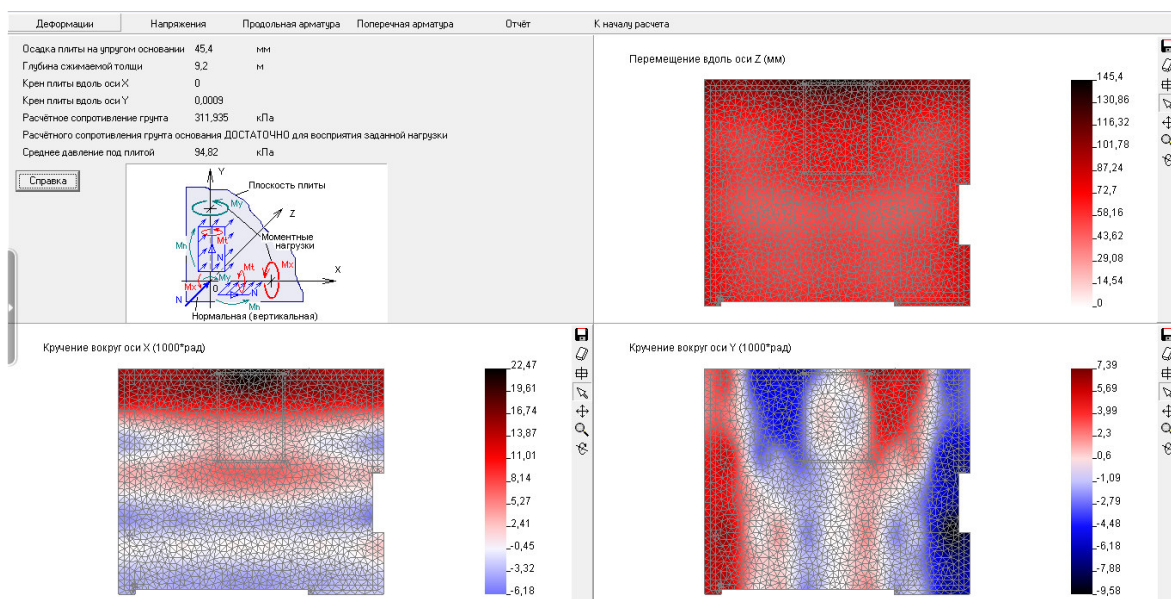 Деформации Напряжения Продольная арматура Поперечная арматура Отчёт К началу расчета
Осадка плиты на упругом основании 45,4 мм
Глубина сжимаемой толщи 9,2 м
Крен плиты вдоль оси X 0
Крен плиты вдоль оси Y 0,0009
Расчётное сопротивление грунта 311,935 кПа
Расчётного сопротивления грунта основания ДОСТАТОЧНО для восприятия заданной нагрузки
Среднее давление под плитой 94,82 кПа
Справка
Y
Плоскость плиты
My
Z
Mn
Mt
Моментные
нагрузки
N
Mx
Mx
My
Mt
X
0
N
N
Mn
Нормальная (вертикальная)
Перемещение вдоль оси Z (мм)
145,4
130,86
116,32
101,78
87,24
72,7
58,16
43,62
29,08
14,54
0
Кручение вокруг оси X (1000*рад)
22,47
19,61
16,74
13,87
11,01
8,14
5,27
2,41
-0,45
-3,32
-6,18
Кручение вокруг оси Y (1000*рад)
7,39
5,69
3,99
2,3
0,6
-1,09
-2,79
-4,48
-6,18
-7,88
-9,58